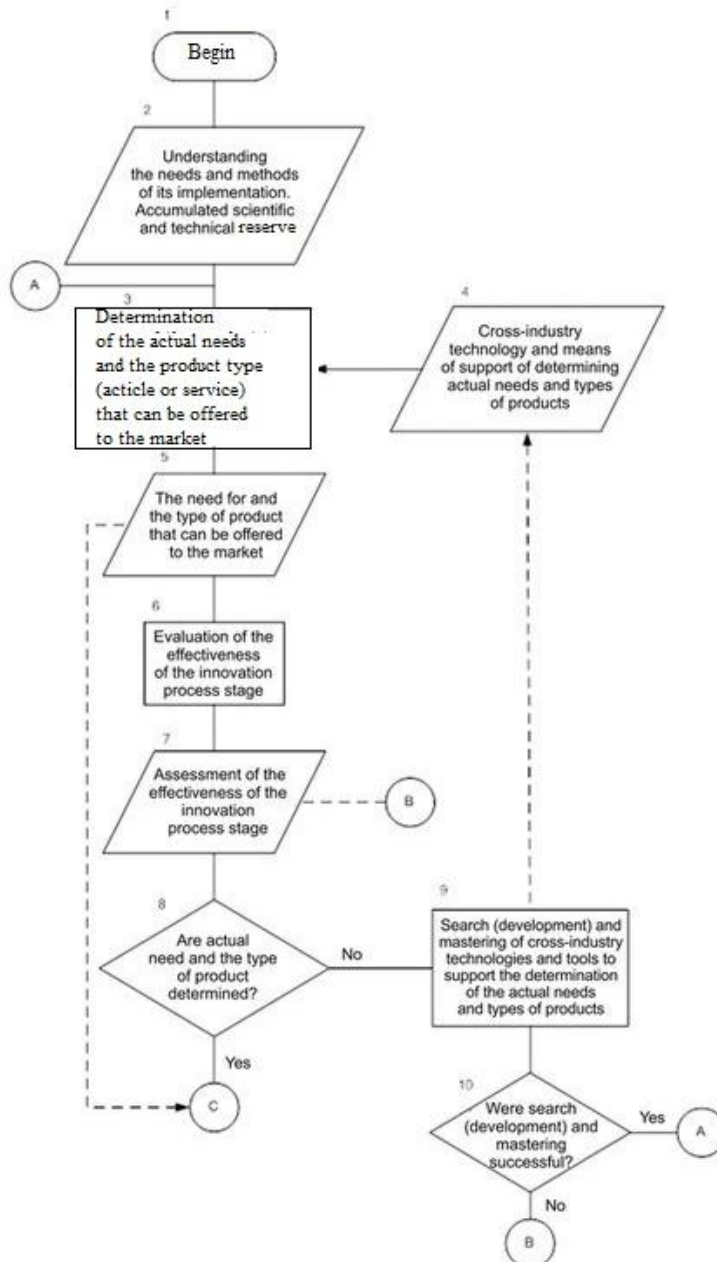 1
Begin
2
Understanding
the needs and methods
of its implementation.
Accumulated scientific
and technical reserve
A
3
Determination
of the actual needs
and the product type
(acticle or service)
that can be offered
to the market
4
Cross-industry
technology and means
of support of determining
actual needs and types
of products
5
The need for and
the type of product
that can be offered
to the market
6
Evaluation of the
effectiveness
of the innovation
process stage
7
Assessment of the
effectiveness of the
innovation
process stage
B
8
Are actual
need and the type
of product
determined?
No
Yes
C
9
Search (development) and
mastering of cross-industry
technologies and tools to
support the determination
of the actual needs
and types of products
10
Were search
(development) and
mastering
successful?
Yes
A
No
B